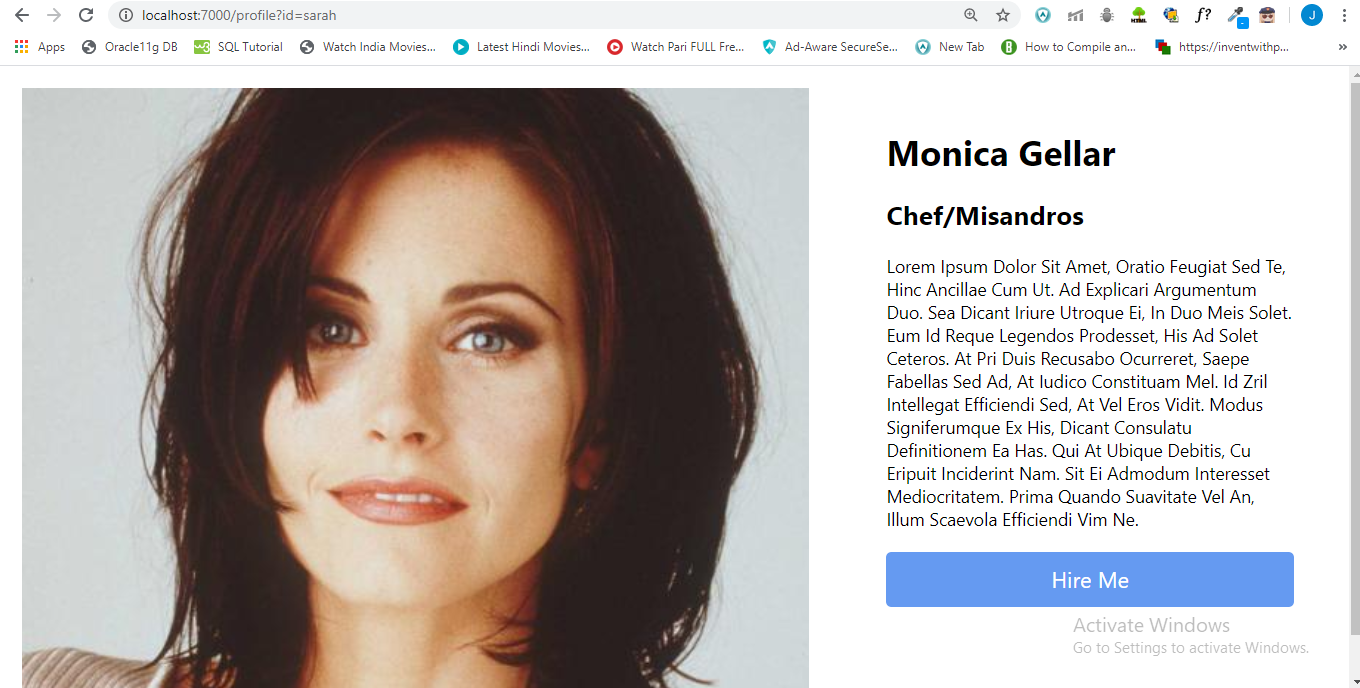 localhost:7000/profile?id=sarah
HTML
f?
J
Apps
Oracle11g DB
SQL Tutorial
Watch India Movies...
Latest Hindi Movies...
Watch Pari FULL Fre...
Ad-Aware SecureSe...
New Tab
How to Compile an...
https://inventwithp...
»
Monica Gellar
Chef/Misandros
Lorem Ipsum Dolor Sit Amet, Oratio Feugiat Sed Te,
Hinc Ancillae Cum Ut. Ad Explicari Argumentum
Duo. Sea Dicant Iriure Utroque Ei, In Duo Meis Solet.
Eum Id Reque Legendos Prodesset, His Ad Solet
Ceteros. At Pri Duis Recusabo Ocurreret, Saepe
Fabellas Sed Ad, At Iudico Constituam Mel. Id Zril
Intellegat Efficiendi Sed, At Vel Eros Vidit. Modus
Signiferumque Ex His, Dicant Consulatu
Definitionem Ea Has. Qui At Ubique Debitis, Cu
Eripuit Inciderint Nam. Sit Ei Admodum Interesset
Mediocritatem. Prima Quando Suavitate Vel An,
Illum Scaevola Efficiendi Vim Ne.
Hire Me
Activate Windows
Go to Settings to activate Windows.